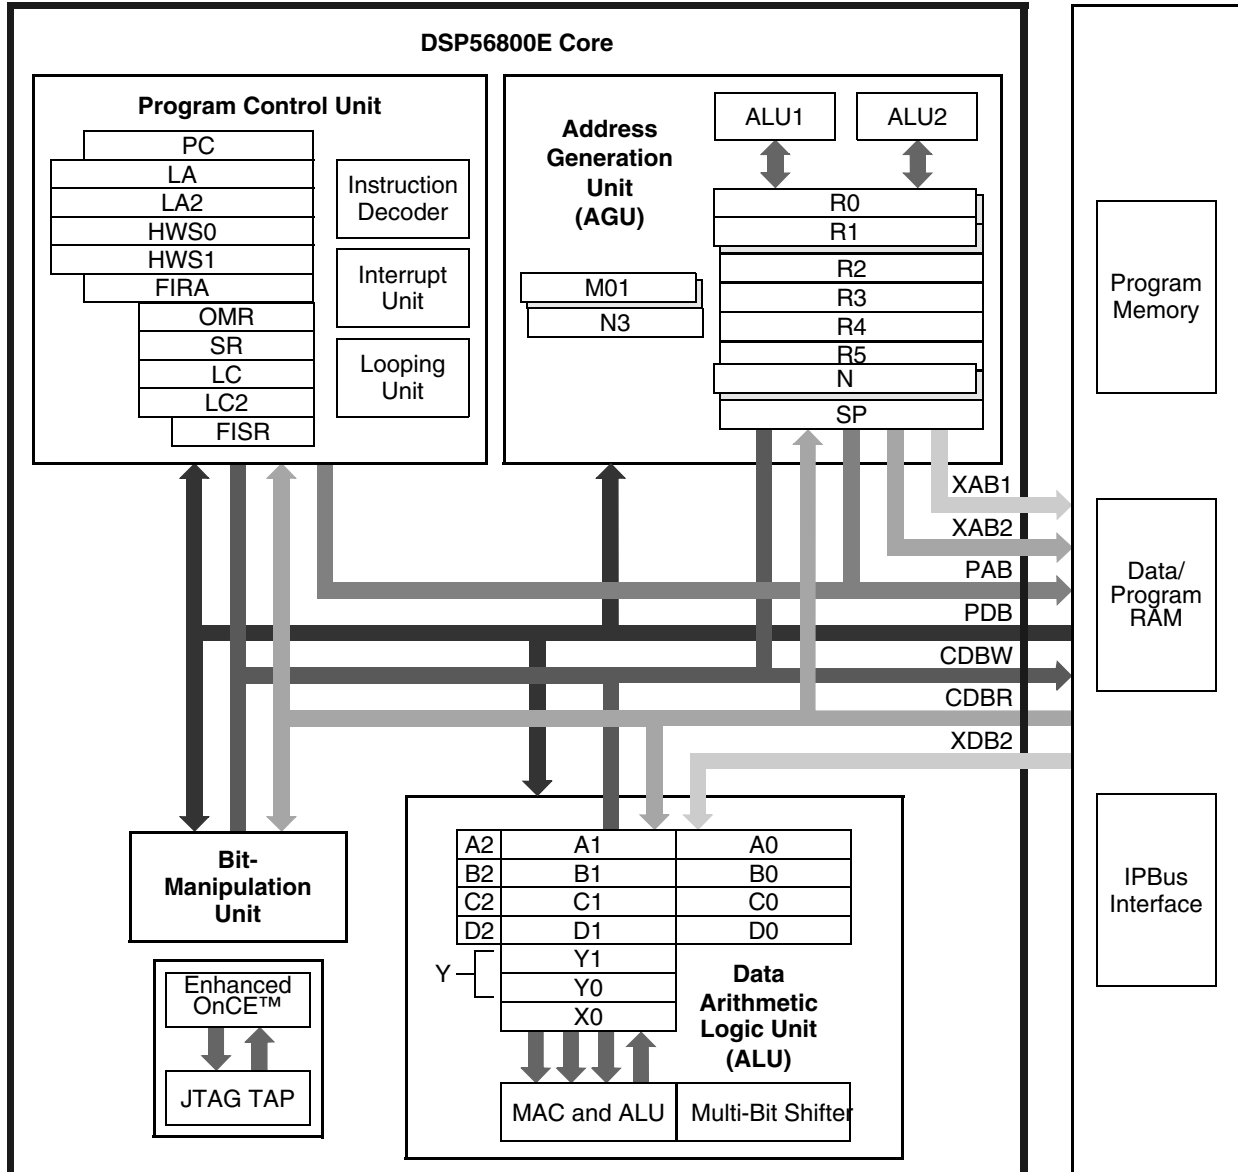 DSP56800E Core
Program Control Unit
PC
LA
LA2
HWS0
HWS1
FIRA
OMR
SR
LC
LC2
FISR
Instruction
Decoder
Interrupt
Unit
Looping
Unit
Address
Generation
Unit
(AGU)
ALU1
ALU2
R0
R1
R2
R3
R4
R5
N
SP
M01
N3
XAB1
XAB2
PAB
PDB
CDBW
CDBR
XDB2
Program
Memory
Data/
Program
RAM
IPBus
Interface
Bit-
Manipulation
Unit
Enhanced
OnCE™
JTAG TAP
A2 A1 A0
B2 B1 B0
C2 C1 C0
D2 D1 D0
Y
Y1
Y0
X0
Data
Arithmetic
Logic Unit
(ALU)
MAC and ALU
Multi-Bit Shifter